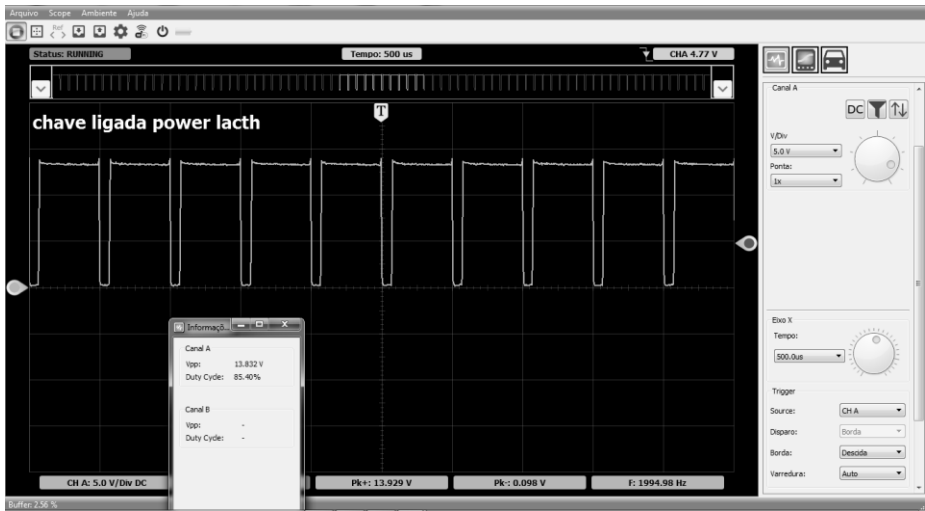 Arquivo Scope Ambiente Ajuda
Ref
Status: RUNNING
Tempo: 500 us
CHA 4.77 V
T
chave ligada power lacth
Canal A
DC
V/Div
5.0 V
Ponta:
1x
Informaçõ...
Canal A
Vpp: 13.832 V
Duty Cycle: 85.40%
Canal B
Vpp: -
Duty Cycle: -
Eixo X
Tempo:
500.0us
Trigger
Source: CH A
Disparo: Borda
Borda: Descida
Varredura: Auto
CH A: 5.0 V/Div DC
Pk+: 13.929 V
Pk-: 0.098 V
F: 1994.98 Hz
Buffer: 2.56 %